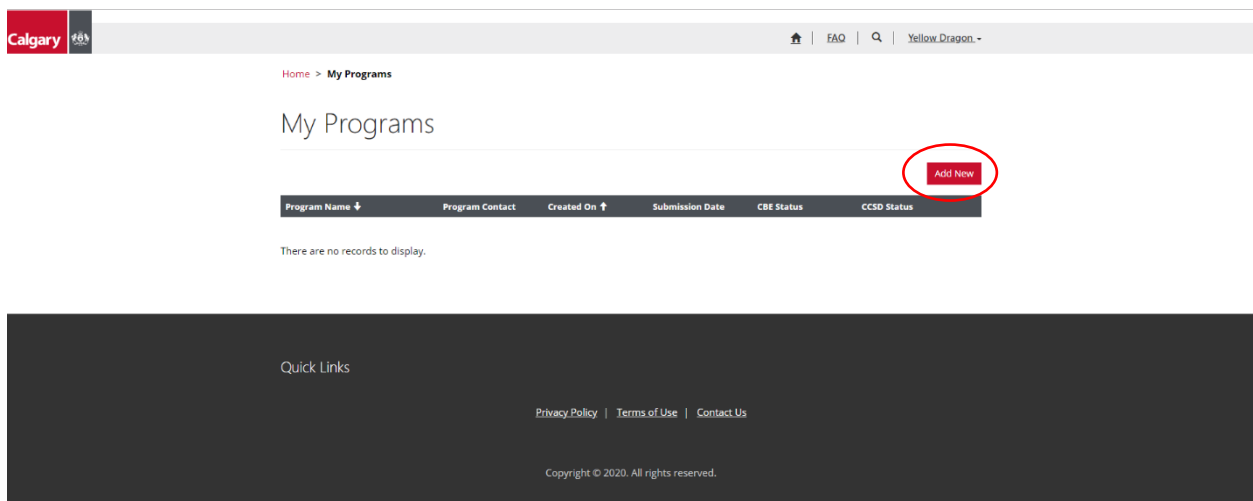 Calgary
FAQ | Yellow Dragon
Home > My Programs
My Programs
Add New
Program Name Program Contact Created On Submission Date CBE Status CCSD Status
There are no records to display.
Quick Links
Privacy Policy | Terms of Use | Contact Us
Copyright © 2020. All rights reserved.